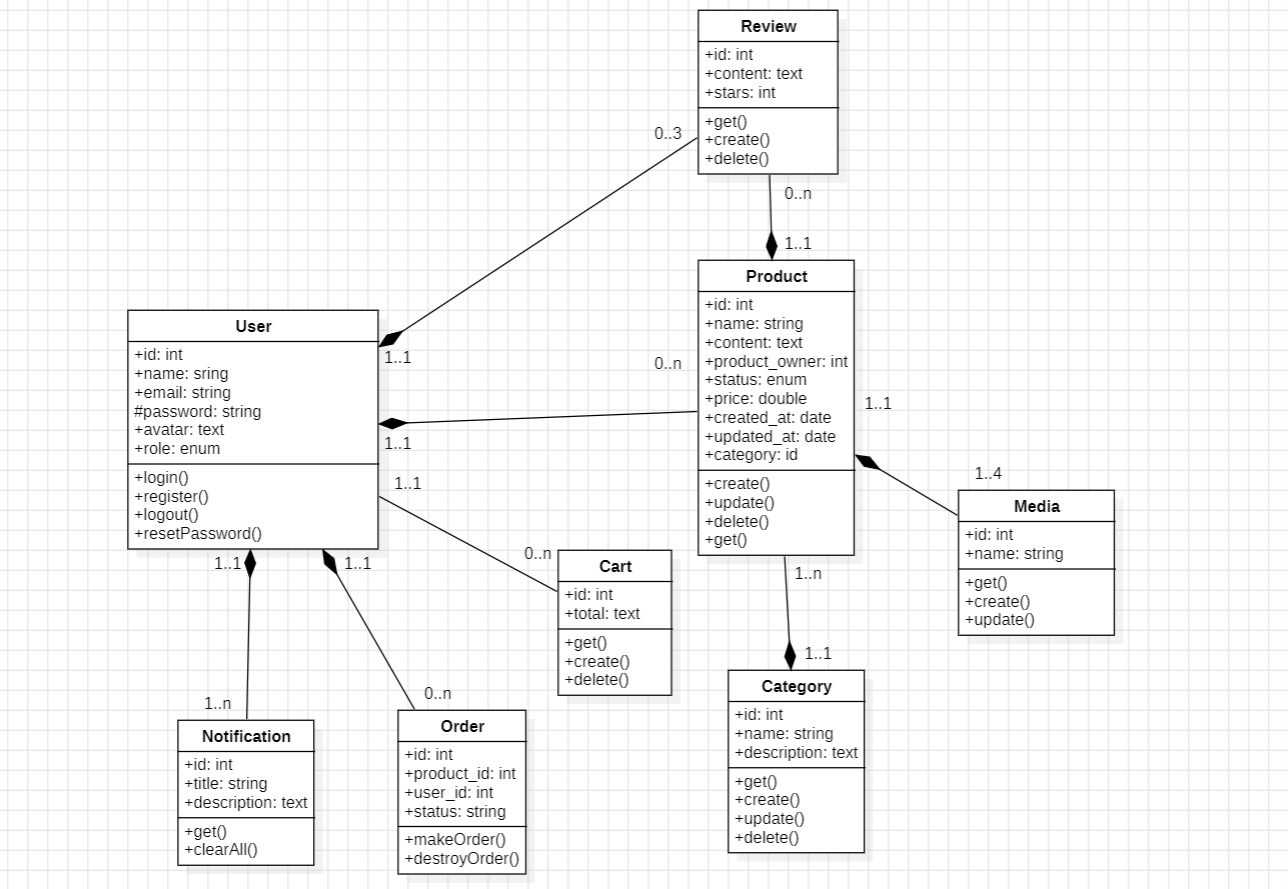 Review
+id: int
+content: text
+stars: int
+get()
+create()
+delete()
0..3
0..n
1..1
Product
+id: int
+name: string
+content: text
+product_owner: int
+status: enum
+price: double
+created_at: date
+updated_at: date
+category: id
+create()
+update()
+delete()
+get()
User
+id: int
+name: sring
+email: string
#password: string
+avatar: text
+role: enum
+login()
+register()
+logout()
+resetPassword()
1..1
0..n
1..1
1..1
1..1
1..4
Media
+id: int
+name: string
+get()
+create()
+update()
0..n
Cart
+id: int
+total: text
+get()
+create()
+delete()
1..1
1..1
1..n
1..1
Category
+id: int
+name: string
+description: text
+get()
+create()
+update()
+delete()
1..n
Notification
+id: int
+title: string
+description: text
+get()
+clearAll()
0..n
Order
+id: int
+product_id: int
+user_id: int
+status: string
+makeOrder()
+destroyOrder()